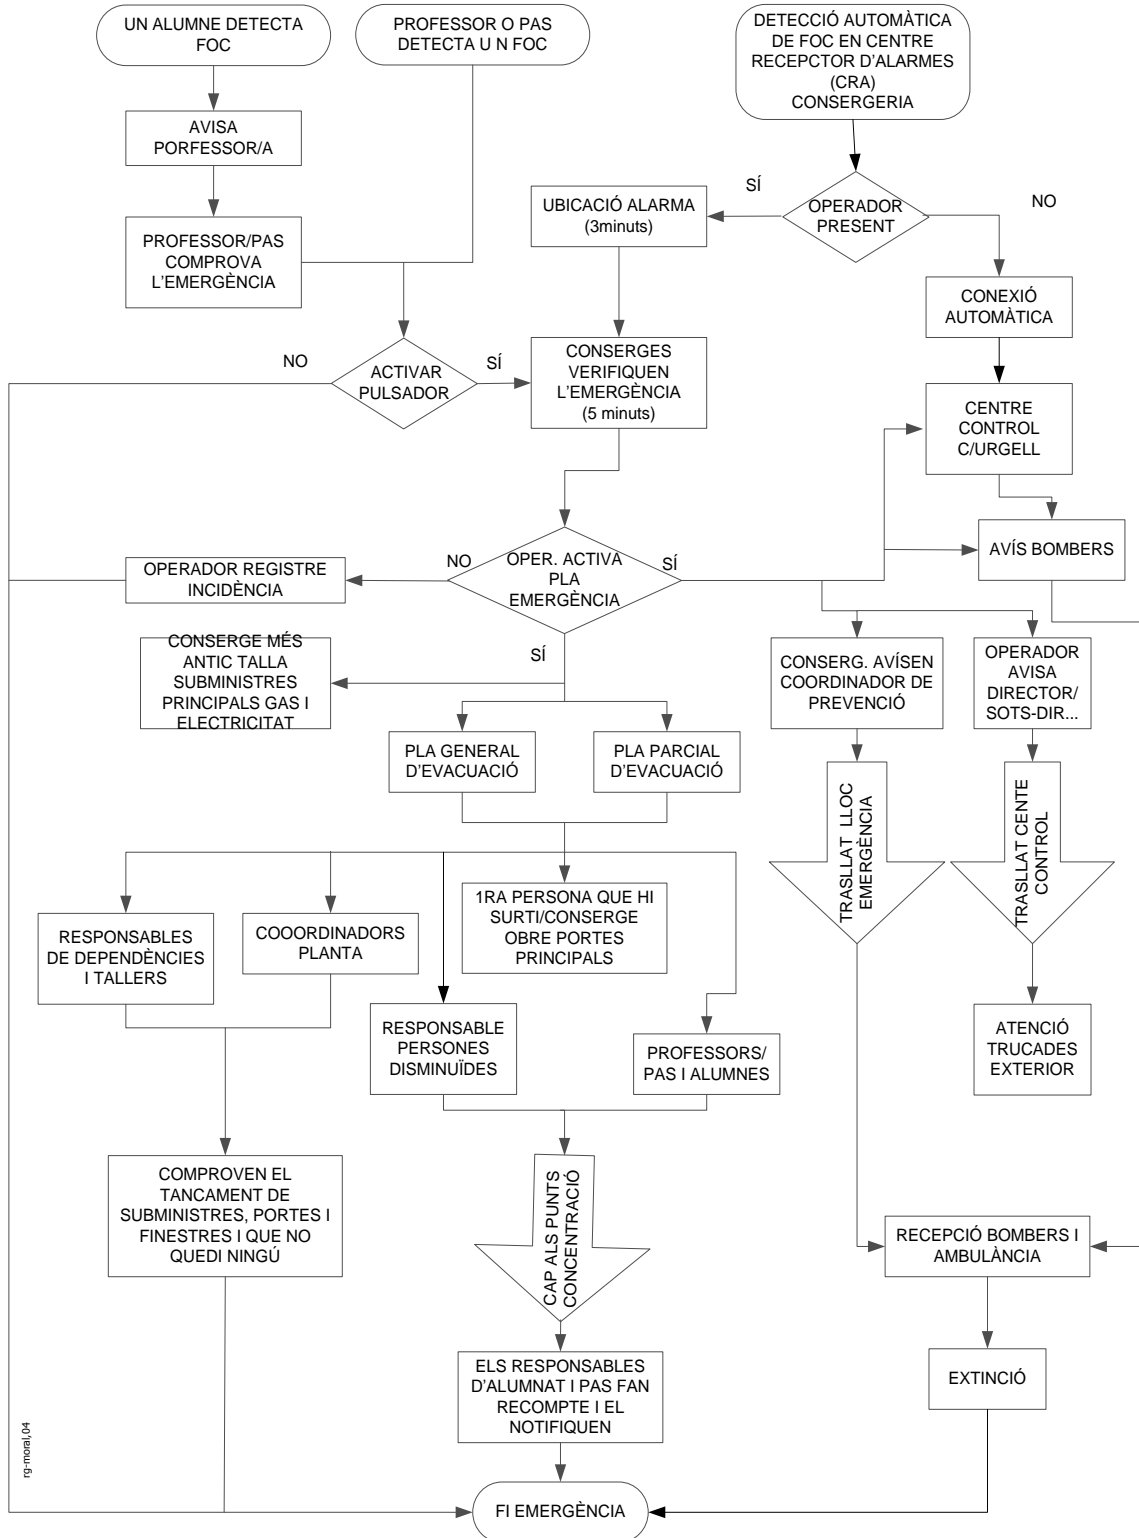 UN ALUMNE DETECTA
FOC
PROFESSOR O PAS
DETECTA U N FOC
DETECCIÓ AUTOMÀTICA
DE FOC EN CENTRE
RECEPCTOR D'ALARMES
(CRA)
CONSERGERIA
AVISA
PORFESSOR/A
SÍ
NO
UBICACIÓ ALARMA
(3minuts)
OPERADOR
PRESENT
PROFESSOR/PAS
COMPROVA
L'EMERGÈNCIA
CONEXIÓ
AUTOMÀTICA
NO
ACTIVAR
PULSADOR
SÍ
CONSERGES
VERIFIQUEN
L'EMERGÈNCIA
(5 minuts)
CENTRE
CONTROL
C/URGELL
AVÍS BOMBERS
OPERADOR REGISTRE
INCIDÈNCIA
NO
OPER. ACTIVA
PLA
EMERGÈNCIA
SÍ
SÍ
CONSERGE MÉS
ANTIC TALLA
SUBMINISTRES
PRINCIPALS GAS I
ELECTRICITAT
CONSERG. AVÍSEN
COORDINADOR DE
PREVENCIÓ
OPERADOR
AVISA
DIRECTOR/
SOTS-DIR...
PLA GENERAL
D'EVACUACIÓ
PLA PARCIAL
D'EVACUACIÓ
TRASLLAT LLOC
EMERGÈNCIA
TRASLLAT CENTE
CONTROL
RESPONSABLES
DE DEPENDÈNCIES
I TALLERS
COOORDINADORS
PLANTA
1RA PERSONA QUE HI
SURTI/CONSERGE
OBRE PORTES
PRINCIPALS
RESPONSABLE
PERSONES
DISMINUÏDES
PROFESSORS/
PAS I ALUMNES
ATENCIÓ
TRUCADES
EXTERIOR
COMPROVEN EL
TANCAMENT DE
SUBMINISTRES, PORTES I
FINESTRES I QUE NO
QUEDI NINGÚ
CAP ALS PUNTS
CONCENTRACIÓ
RECEPCIÓ BOMBERS I
AMBULÀNCIA
ELS RESPONSABLES
D'ALUMNAT I PAS FAN
RECOMPTE I EL
NOTIFIQUEN
EXTINCIÓ
rg-moral,04
FI EMERGÈNCIA